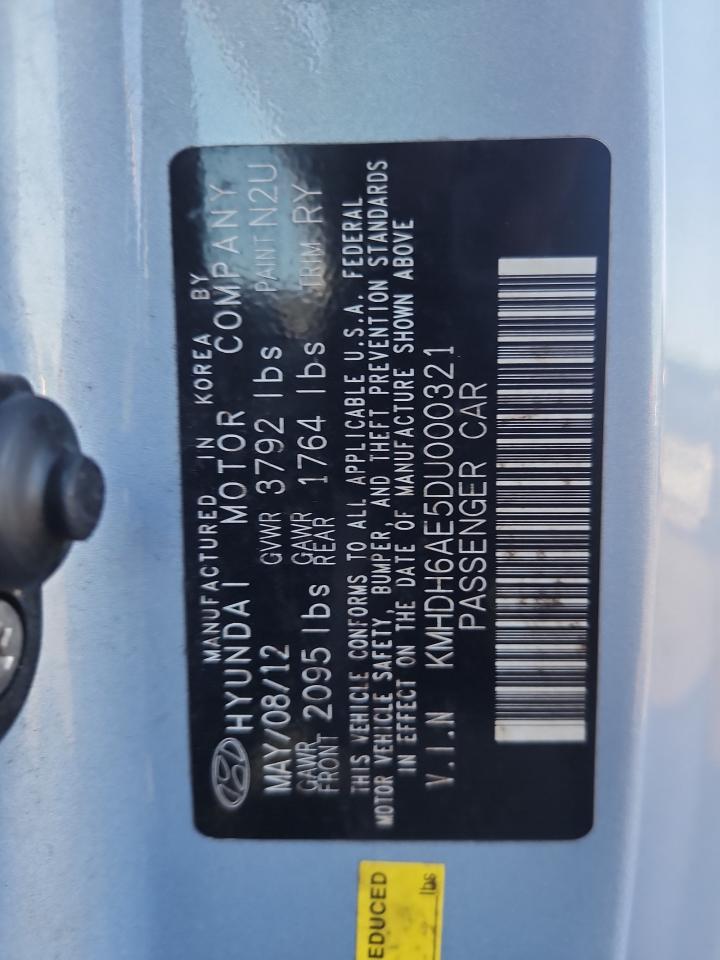 MANUFACTURED IN KOREA BY
HYUNDAI MOTOR COMPANY
MAY/08/12 GVWR 3792 lbs PAINT N2U
GAWR FRONT 2095 lbs GAWR REAR 1764 lbs TRIM RY
THIS VEHICLE CONFORMS TO ALL APPLICABLE U.S.A. FEDERAL
MOTOR VEHICLE SAFETY, BUMPER, AND THEFT PREVENTION STANDARDS
IN EFFECT ON THE DATE OF MANUFACTURE SHOWN ABOVE
V.I.N KMHDH6AE5DU000321
PASSENGER CAR
EDUCED
lbs